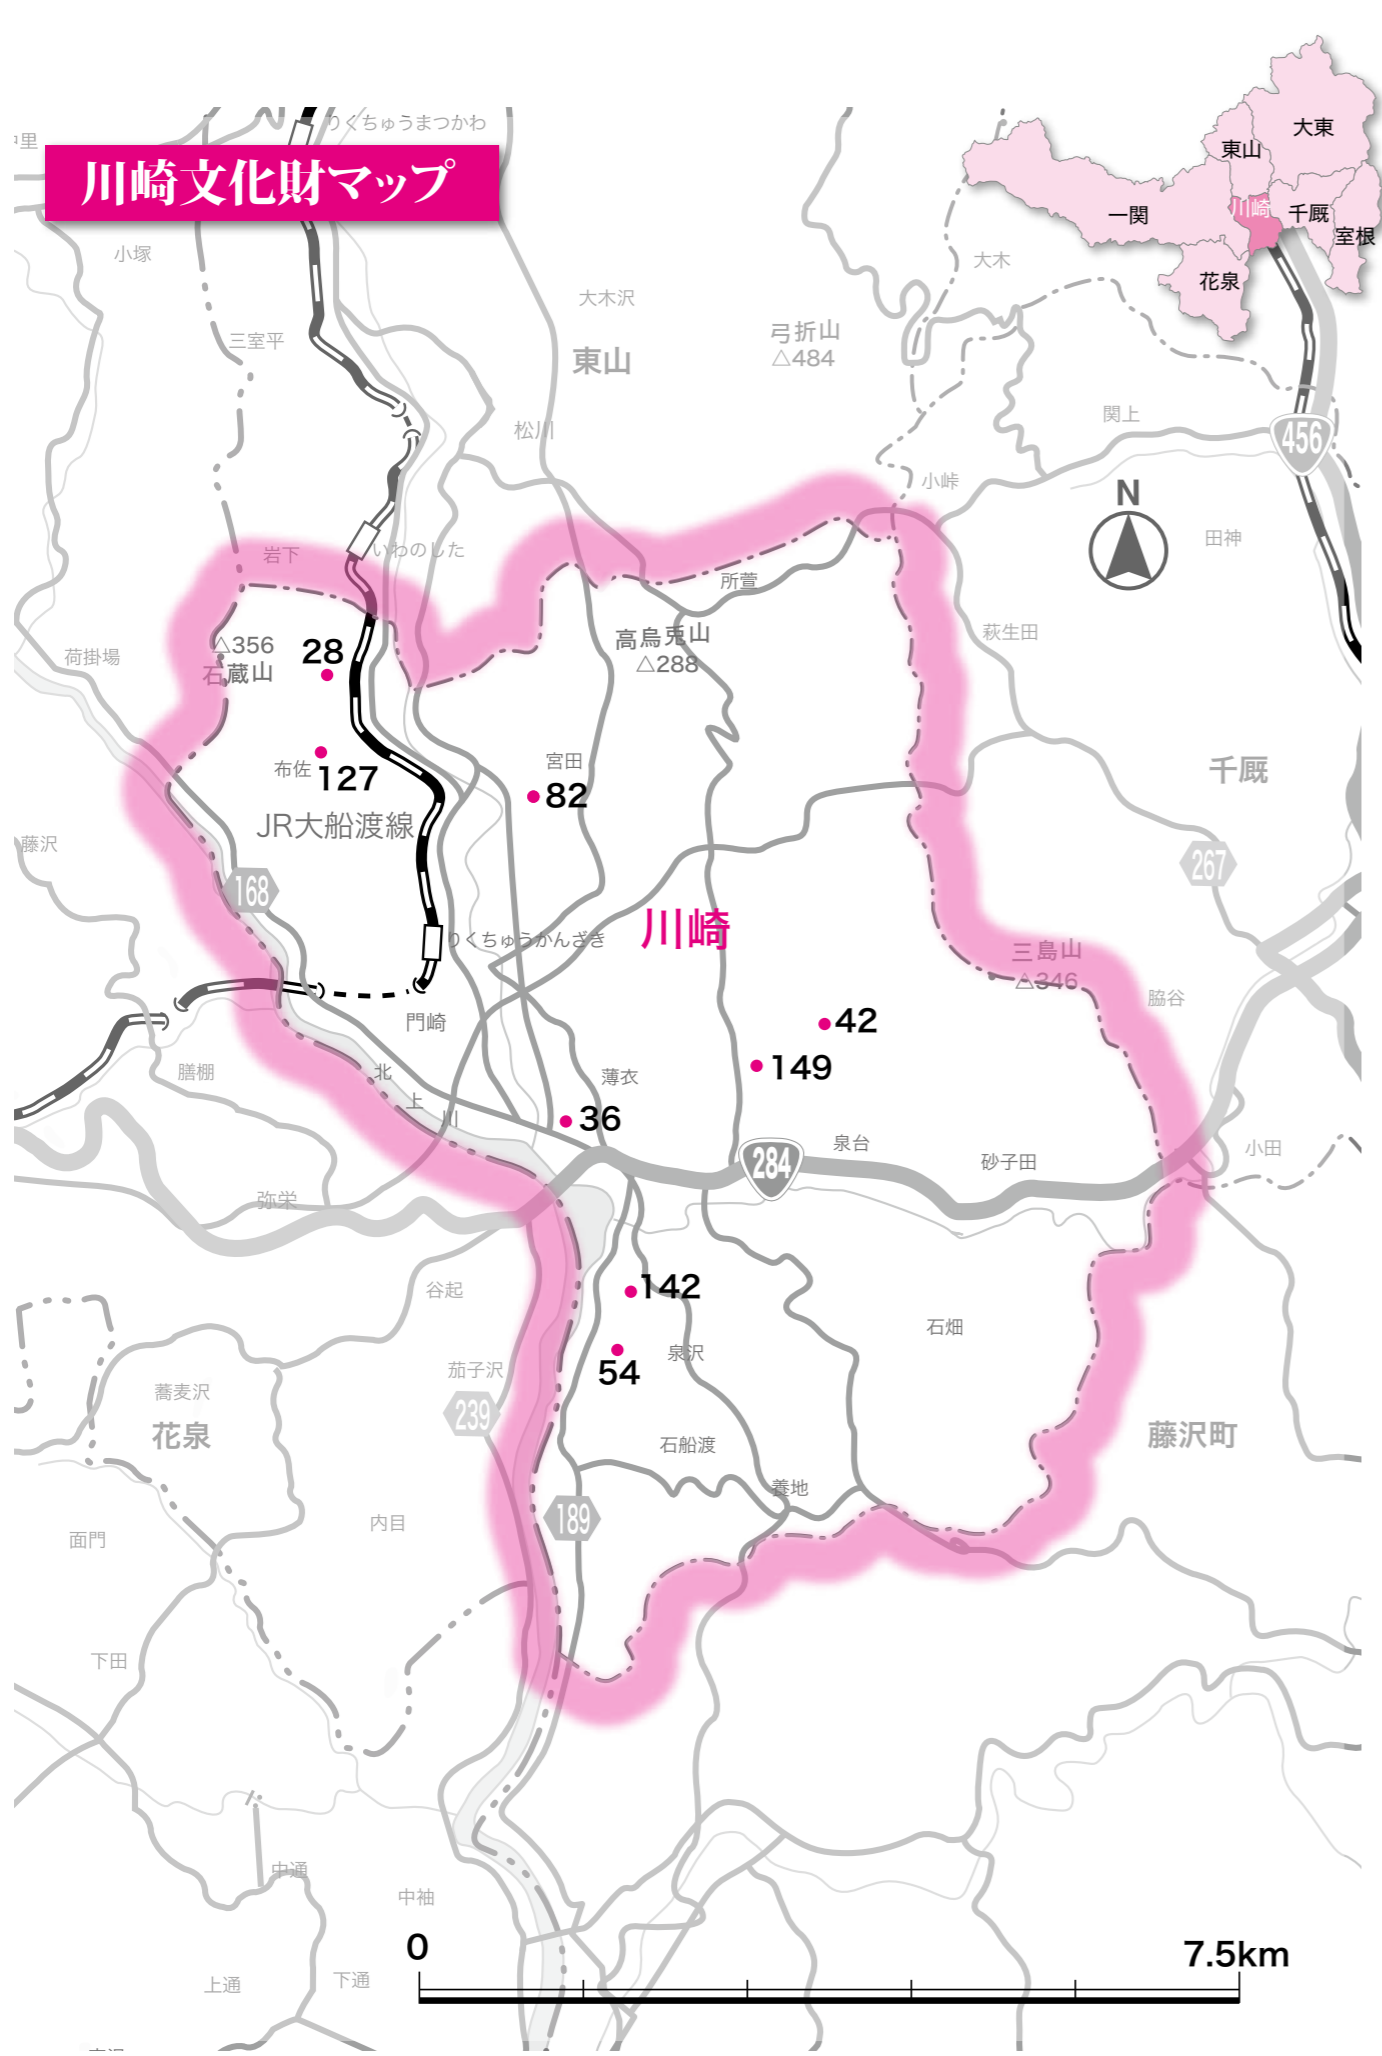 川崎文化財マップ
りくちゅうまつかわ
大東
東山
川崎
千厩
一関
室根
花泉
小塚
大木
大木沢
三室平
弓折山
△484
東山
関上
松川
456
小峠
N
田神
いわのした
岩下
所萱
萩生田
高烏兎山
△288
△356
石蔵山
28
荷掛場
宮田
千厩
布佐
127
82
JR大船渡線
藤沢
267
168
川崎
りくちゅうかんざき
三島山
△346
脇谷
門崎
42
149
膳棚
北
上
川
薄衣
36
泉台
284
砂子田
小田
弥栄
谷起
142
石畑
泉沢
54
茄子沢
蕎麦沢
239
花泉
藤沢町
石船渡
養地
189
内目
面門
下田
中通
中袖
0
7.5km
上通
下通